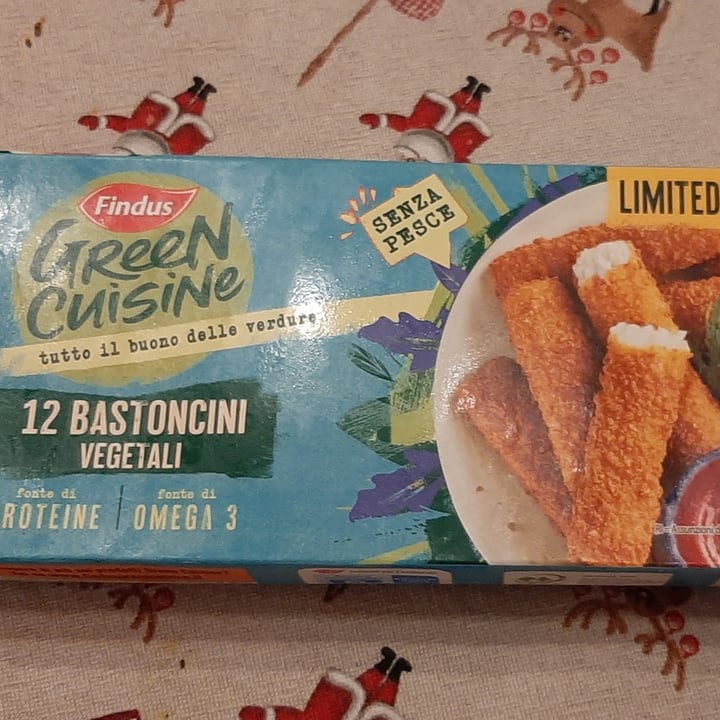 Findus
GREEN
CUISINE
tutto il buono delle verdure
12 BASTONCINI
VEGETALI
fonte di
ROTEINE
fonte di
OMEGA 3
SENZA
PESCE
LIMITED